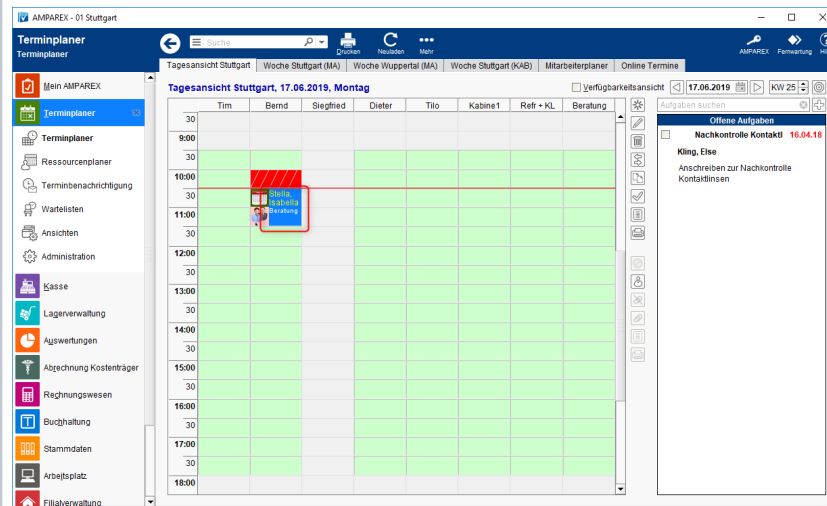 AMPAREX - 01 Stuttgart
Terminplaner
Terminplaner
Suche
Drucken
Neuladen
Mehr
AMPAREX
Fernwartung
Tagesansicht Stuttgart
Woche Stuttgart (MA)
Woche Wuppertal (MA)
Woche Stuttgart (KAB)
Mitarbeiterplaner
Online Termine
Mein AMPAREX
Terminplaner
Terminplaner
Ressourcenplaner
Terminbenachrichtigung
Wartelisten
Ansichten
Administration
Kasse
Lagerverwaltung
Auswertungen
Abrechnung Kostenträger
Rechnungswesen
Buchhaltung
Stammdaten
Arbeitsplatz
Filialverwaltung
Tagesansicht Stuttgart, 17.06.2019, Montag
Verfügbarkeitsansicht
17.06.2019
KW 25
Tim Bernd Siegfried Dieter Tilo Kabine1 Refr + KL Beratung
30
9:00
30
10:00
30
11:00
30
12:00
30
13:00
30
14:00
30
15:00
30
16:00
30
17:00
30
18:00
Stella,
Isabella
Beratung
Aufgaben suchen
Offene Aufgaben
Nachkontrolle Kontaktl 16.04.18
Kling, Else
Anschreiben zur Nachkontrolle
Kontaktlinsen